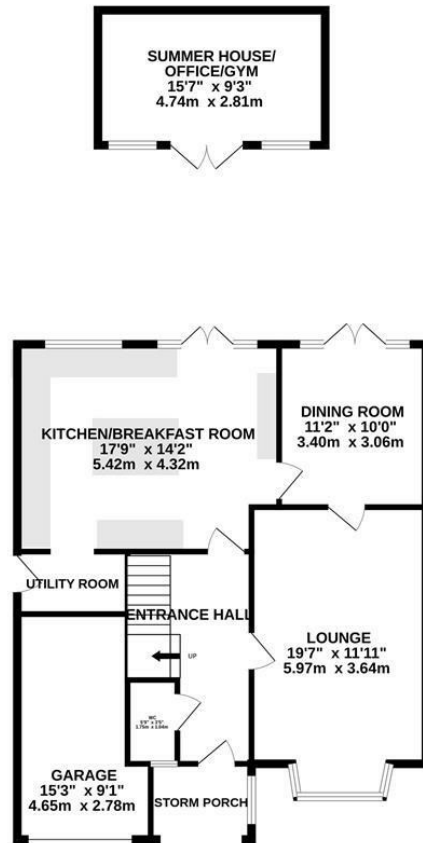 SUMMER HOUSE/
OFFICE/GYM
15'7" x 9'3"
4.74m x 2.81m
KITCHEN/BREAKFAST ROOM
17'9" x 14'2"
5.42m x 4.32m
DINING ROOM
11'2" x 10'0"
3.40m x 3.06m
UTILITY ROOM
ENTRANCE HALL
UP
LOUNGE
19'7" x 11'11"
5.97m x 3.64m
WC
GARAGE
15'3" x 9'1"
4.65m x 2.78m
STORM PORCH